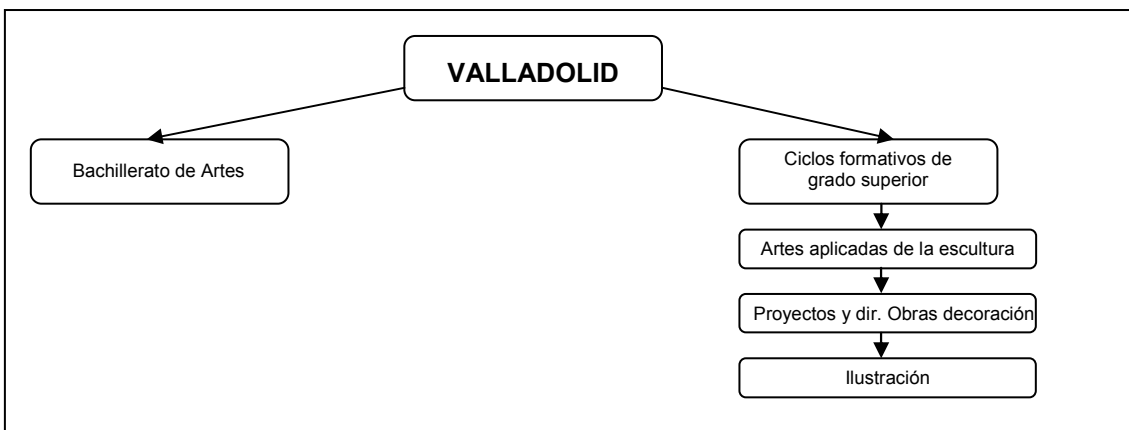 VALLADOLID
Bachillerato de Artes
Ciclos formativos de
grado superior
Artes aplicadas de la escultura
Proyectos y dir. Obras decoración
Ilustración